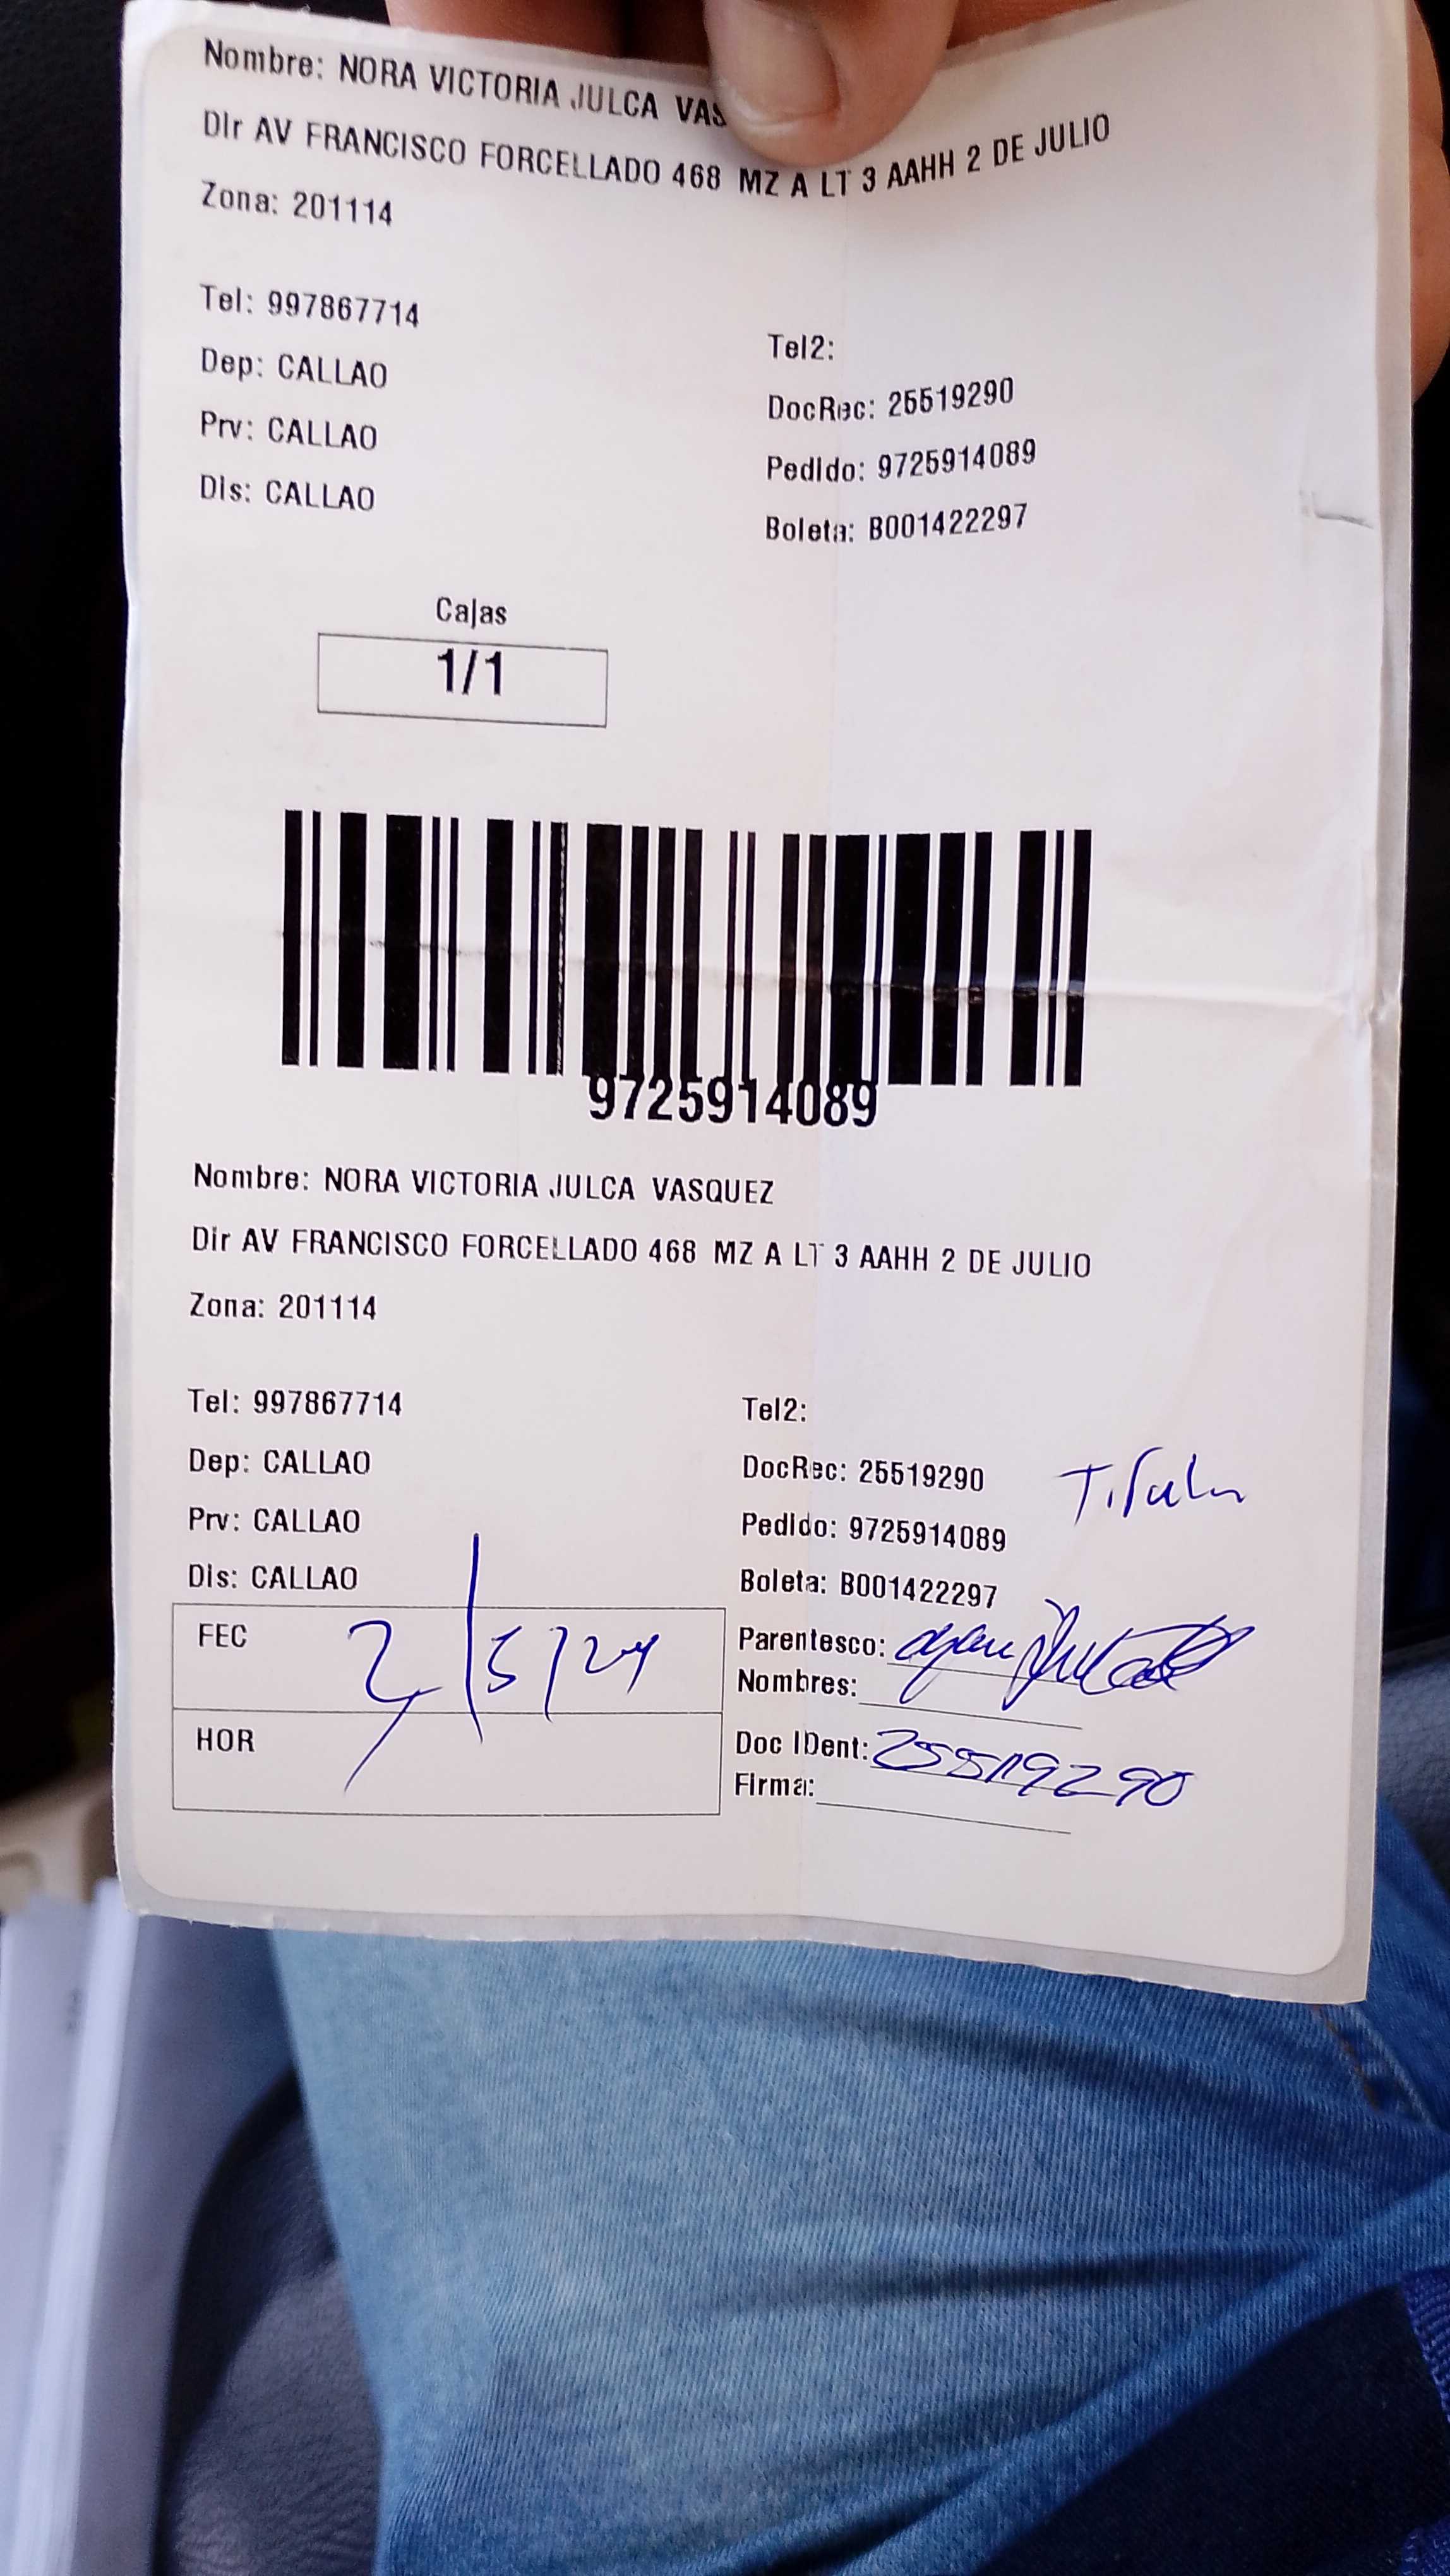 Nombre: NORA VICTORIA JULCA VAS
Dir AV FRANCISCO FORCELLADO 468 MZ A LT 3 AAHH 2 DE JULIO
Zona: 201114
Tel: 997867714
Tel2:
Dep: CALLAO
DocRec: 25519290
Prv: CALLAO
Pedido: 9725914089
Dis: CALLAO
Boleta: B001422297
Cajas
1/1
9725914089
Nombre: NORA VICTORIA JULCA VASQUEZ
Dir AV FRANCISCO FORCELLADO 468 MZ A LT 3 AAHH 2 DE JULIO
Zona: 201114
Tel: 997867714
Tel2:
Dep: CALLAO
DocRec: 25519290
Titular
Prv: CALLAO
Pedido: 9725914089
Dis: CALLAO
Boleta: B001422297
FEC 2/5/24
Parentesco:
Nombres:
HOR
Doc IDent: 25519290
Firma: